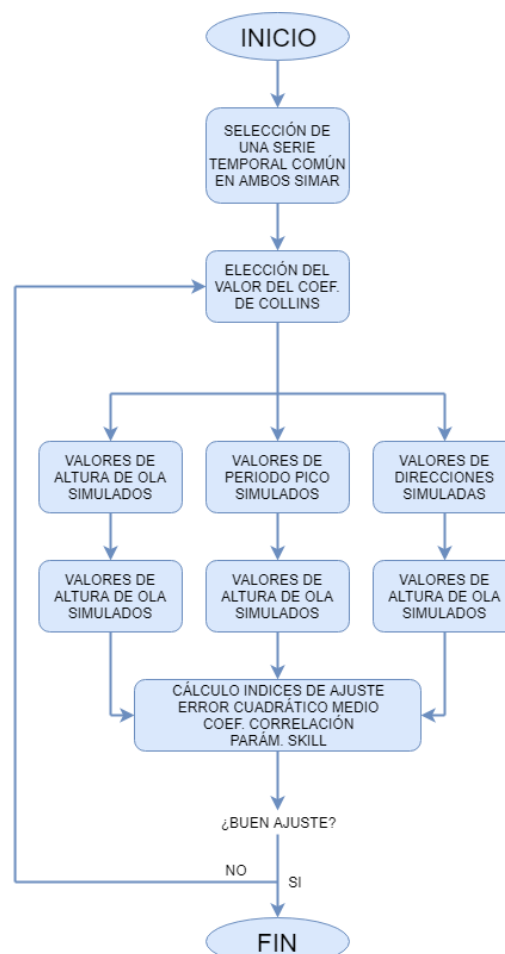 INICIO
SELECCIÓN DE
UNA SERIE
TEMPORAL COMÚN
EN AMBOS SIMAR
ELECCIÓN DEL
VALOR DEL COEF.
DE COLLINS
VALORES DE
ALTURA DE OLA
SIMULADOS
VALORES DE
PERIODO PICO
SIMULADOS
VALORES DE
DIRECCIONES
SIMULADAS
VALORES DE
ALTURA DE OLA
SIMULADOS
VALORES DE
ALTURA DE OLA
SIMULADOS
VALORES DE
ALTURA DE OLA
SIMULADOS
CÁLCULO INDICES DE AJUSTE
ERROR CUADRÁTICO MEDIO
COEF. CORRELACIÓN
PARÁM. SKILL
¿BUEN AJUSTE?
NO
SI
FIN